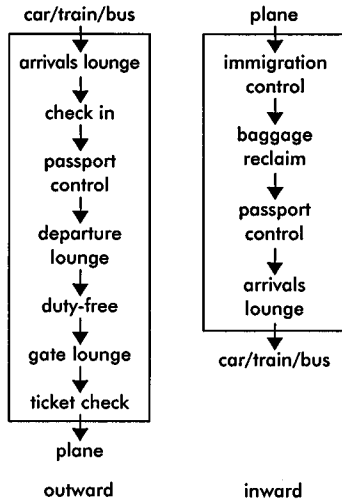 car/train/bus
arrivals lounge
check in
passport
control
departure
lounge
duty-free
gate lounge
ticket check
plane
outward
plane
immigration
control
baggage
reclaim
passport
control
arrivals
lounge
car/train/bus
inward